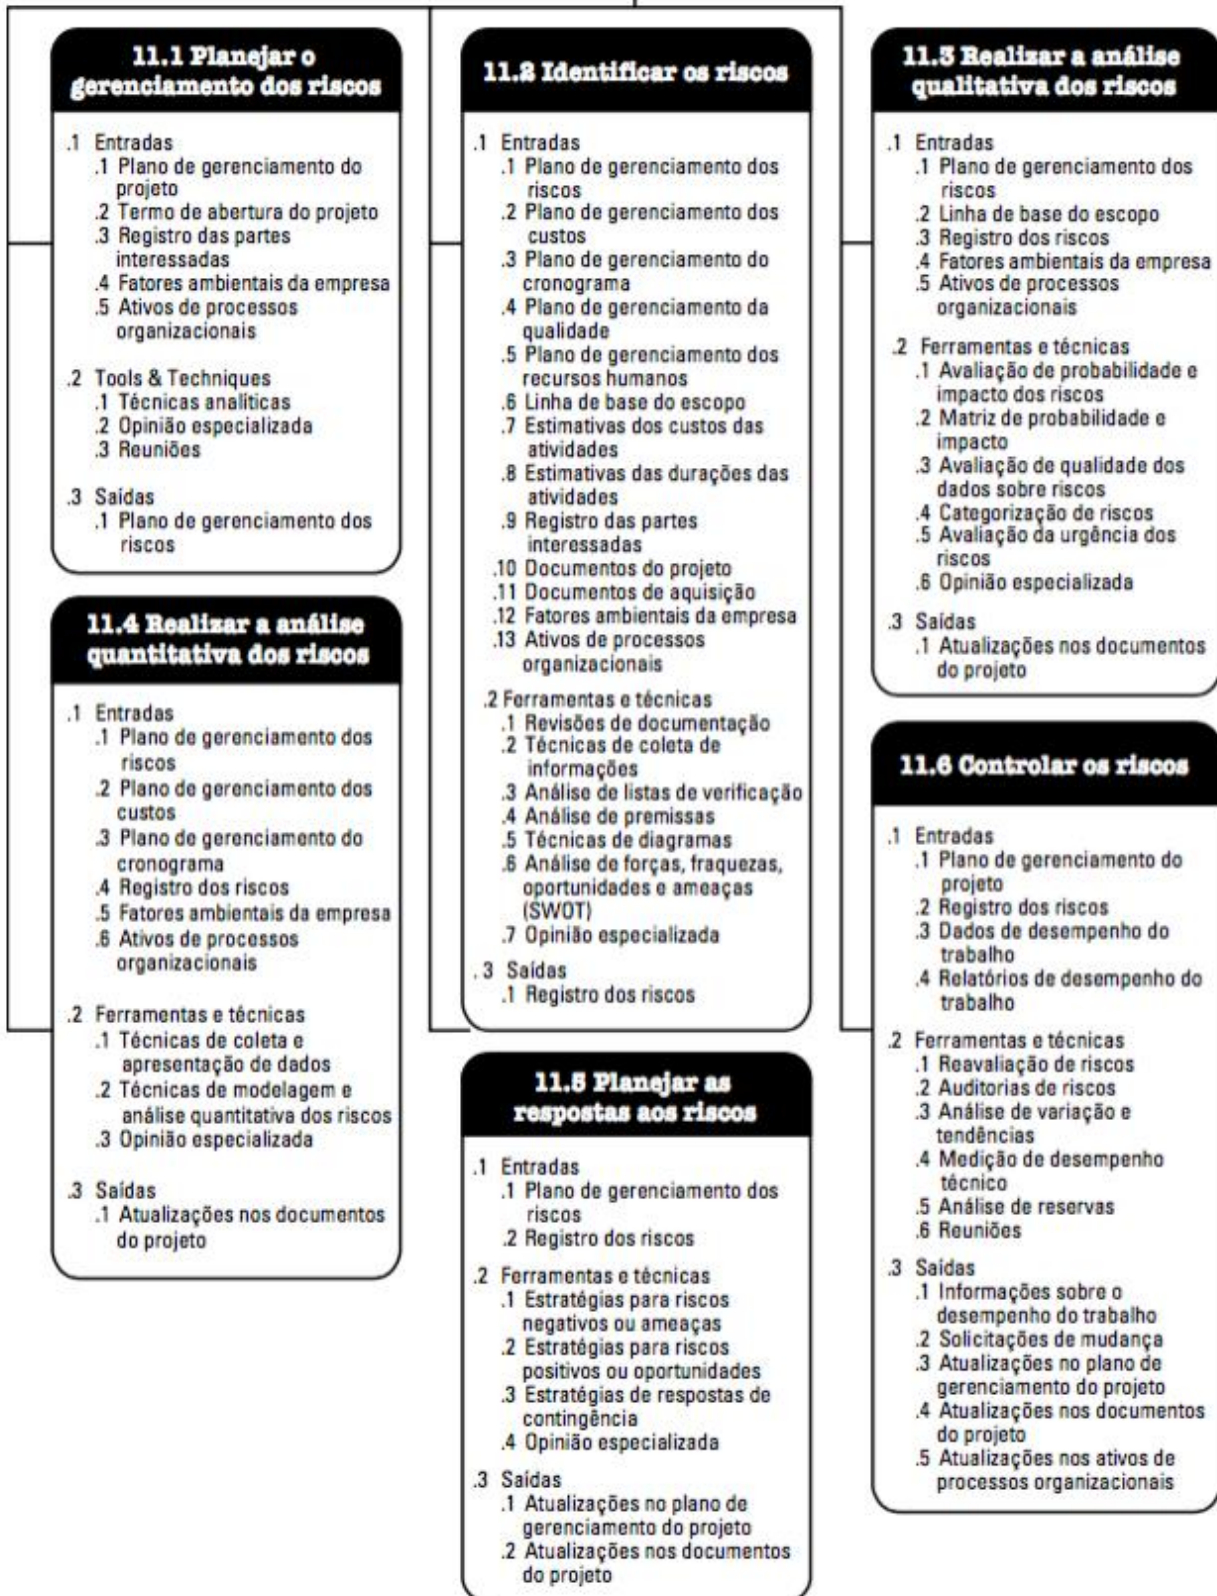 11.1 Planejar o
gerenciamento dos riscos
.1 Entradas
.1 Plano de gerenciamento do
projeto
.2 Termo de abertura do projeto
.3 Registro das partes
interessadas
.4 Fatores ambientais da empresa
.5 Ativos de processos
organizacionais
.2 Tools & Techniques
.1 Técnicas analíticas
.2 Opinião especializada
.3 Reuniões
.3 Saídas
.1 Plano de gerenciamento dos
riscos
11.2 Identificar os riscos
.1 Entradas
.1 Plano de gerenciamento dos
riscos
.2 Plano de gerenciamento dos
custos
.3 Plano de gerenciamento do
cronograma
.4 Plano de gerenciamento da
qualidade
.5 Plano de gerenciamento dos
recursos humanos
.6 Linha de base do escopo
.7 Estimativas dos custos das
atividades
.8 Estimativas das durações das
atividades
.9 Registro das partes
interessadas
.10 Documentos do projeto
.11 Documentos de aquisição
.12 Fatores ambientais da empresa
.13 Ativos de processos
organizacionais
.2 Ferramentas e técnicas
.1 Revisões de documentação
.2 Técnicas de coleta de
informações
.3 Análise de listas de verificação
.4 Análise de premissas
.5 Técnicas de diagramas
.6 Análise de forças, fraquezas,
oportunidades e ameaças
(SWOT)
.7 Opinião especializada
.3 Saídas
.1 Registro dos riscos
11.3 Realizar a análise
qualitativa dos riscos
.1 Entradas
.1 Plano de gerenciamento dos
riscos
.2 Linha de base do escopo
.3 Registro dos riscos
.4 Fatores ambientais da empresa
.5 Ativos de processos
organizacionais
.2 Ferramentas e técnicas
.1 Avaliação de probabilidade e
impacto dos riscos
.2 Matriz de probabilidade e
impacto
.3 Avaliação de qualidade dos
dados sobre riscos
.4 Categorização de riscos
.5 Avaliação da urgência dos
riscos
.6 Opinião especializada
.3 Saídas
.1 Atualizações nos documentos
do projeto
11.4 Realizar a análise
quantitativa dos riscos
.1 Entradas
.1 Plano de gerenciamento dos
riscos
.2 Plano de gerenciamento dos
custos
.3 Plano de gerenciamento do
cronograma
.4 Registro dos riscos
.5 Fatores ambientais da empresa
.6 Ativos de processos
organizacionais
.2 Ferramentas e técnicas
.1 Técnicas de coleta e
apresentação de dados
.2 Técnicas de modelagem e
análise quantitativa dos riscos
.3 Opinião especializada
.3 Saídas
.1 Atualizações nos documentos
do projeto
11.5 Planejar as
respostas aos riscos
.1 Entradas
.1 Plano de gerenciamento dos
riscos
.2 Registro dos riscos
.2 Ferramentas e técnicas
.1 Estratégias para riscos
negativos ou ameaças
.2 Estratégias para riscos
positivos ou oportunidades
.3 Estratégias de respostas de
contingência
.4 Opinião especializada
.3 Saídas
.1 Atualizações no plano de
gerenciamento do projeto
.2 Atualizações nos documentos
do projeto
11.6 Controlar os riscos
.1 Entradas
.1 Plano de gerenciamento do
projeto
.2 Registro dos riscos
.3 Dados de desempenho do
trabalho
.4 Relatórios de desempenho do
trabalho
.2 Ferramentas e técnicas
.1 Reavaliação de riscos
.2 Auditorias de riscos
.3 Análise de variação e
tendências
.4 Medição de desempenho
técnico
.5 Análise de reservas
.6 Reuniões
.3 Saídas
.1 Informações sobre o
desempenho do trabalho
.2 Solicitações de mudança
.3 Atualizações no plano de
gerenciamento do projeto
.4 Atualizações nos documentos
do projeto
.5 Atualizações nos ativos de
processos organizacionais